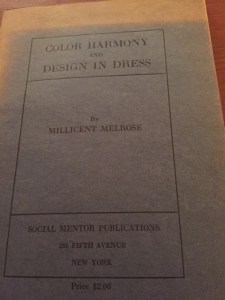 COLOR HARMONY
AND
DESIGN IN DRESS
By
MILLICENT MELROSE
SOCIAL MENTOR PUBLICATIONS
FIFTH AVENUE
NEW YORK
Price $2.00